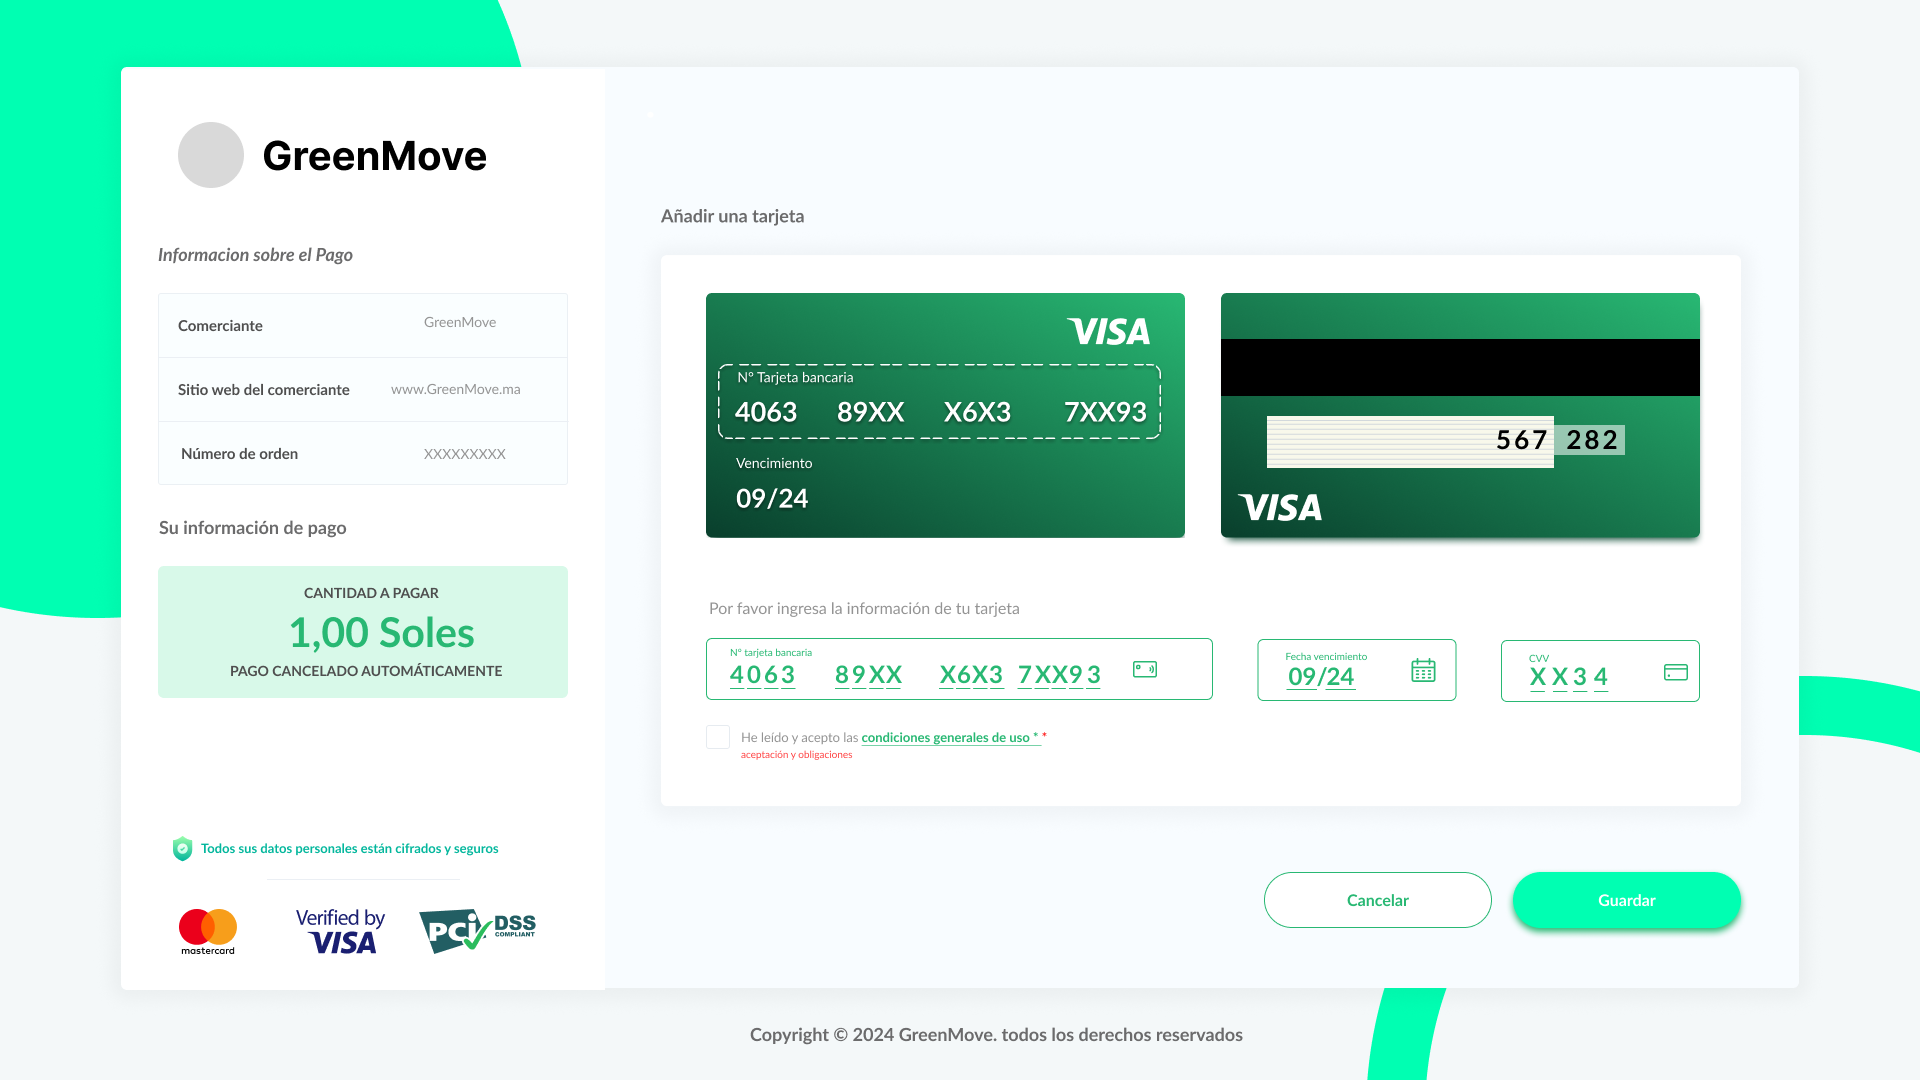 GreenMove
Informacion sobre el Pago
Comerciante GreenMove
Sitio web del comerciante www.GreenMove.ma
Número de orden XXXXXXXXX
Su información de pago
CANTIDAD A PAGAR
1,00 Soles
PAGO CANCELADO AUTOMÁTICAMENTE
Todos sus datos personales están cifrados y seguros
mastercard
Verified by
VISA
PCi DSS
COMPLIANT
Añadir una tarjeta
VISA
N° Tarjeta bancaria
4063 89XX X6X3 7XX93
Vencimiento
09/24
567 282
VISA
Por favor ingresa la información de tu tarjeta
N° tarjeta bancaria
4063 89XX X6X3 7XX93
Fecha vencimiento
09/24
CVV
XX34
He leído y acepto las condiciones generales de uso * *
aceptación y obligaciones
Cancelar
Guardar
Copyright © 2024 GreenMove. todos los derechos reservados